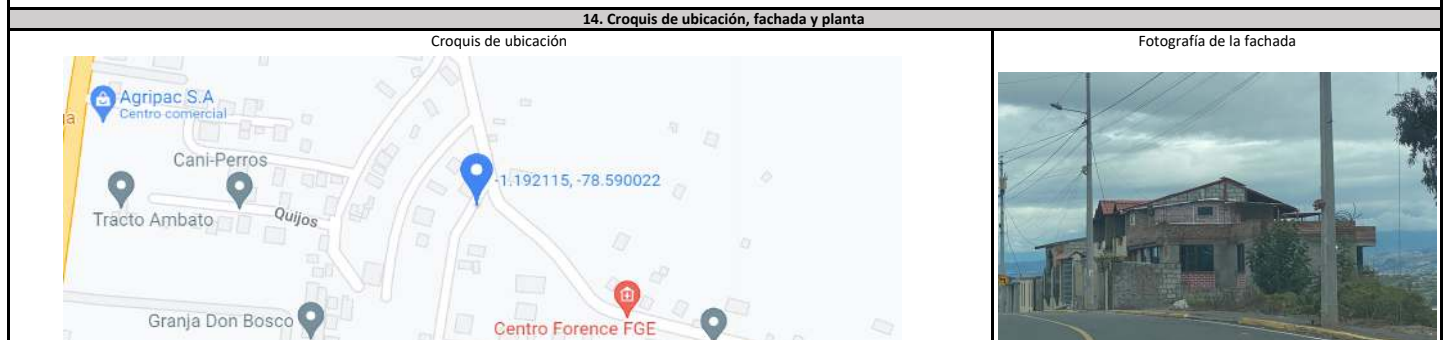 14. Croquis de ubicación, fachada y planta
Croquis de ubicación
Fotografía de la fachada
Agripac S.A
Centro comercial
a
Cani-Perros
-1.192115, -78.590022
Tracto Ambato
Quijos
Granja Don Bosco
Centro Forence FGE